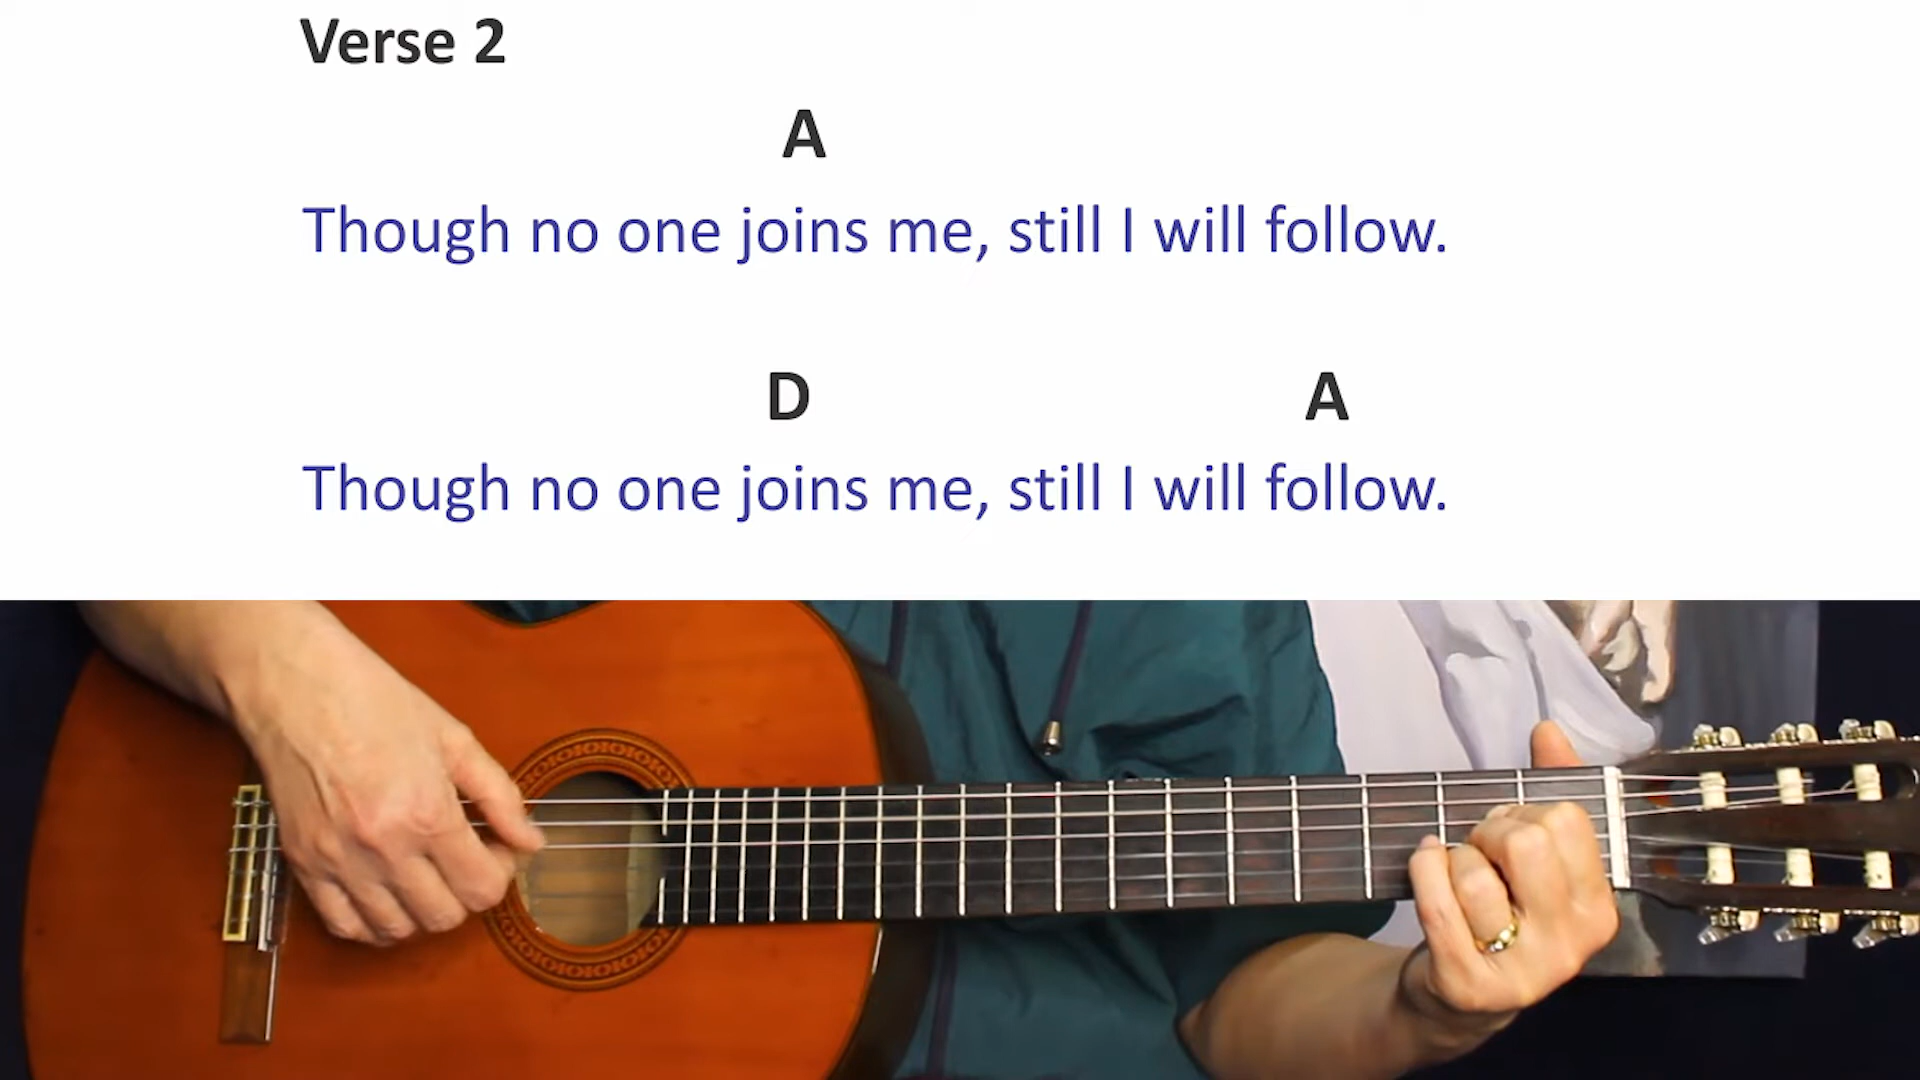 Verse 2
A
Though no one joins me, still I will follow.
D A
Though no one joins me, still I will follow.